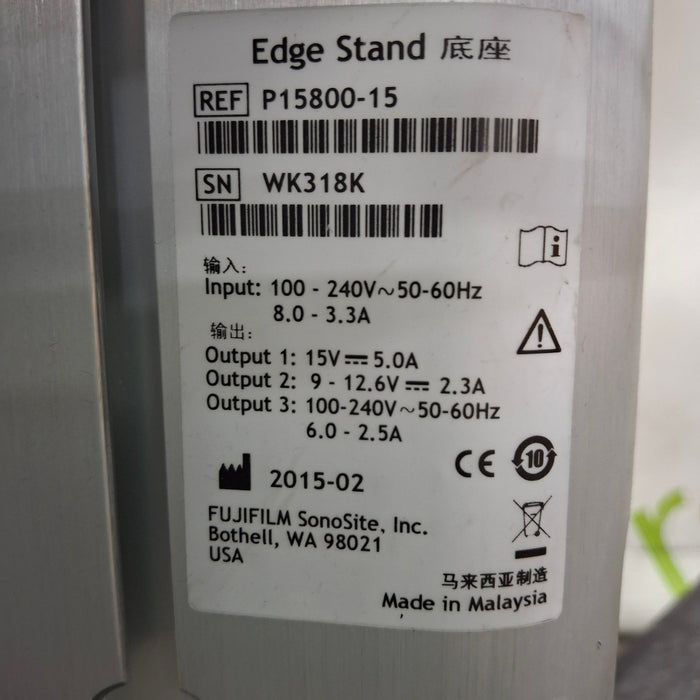 Edge Stand 底座
REF P15800-15
SN WK318K
输入:
Input: 100 - 240V~50-60Hz
8.0 - 3.3A
输出:
Output 1: 15V⎓5.0A
Output 2: 9 - 12.6V⎓ 2.3A
Output 3: 100-240V~50-60Hz
6.0 - 2.5A
CE 10
2015-02
FUJIFILM SonoSite, Inc.
Bothell, WA 98021
USA
马来西亚制造
Made in Malaysia